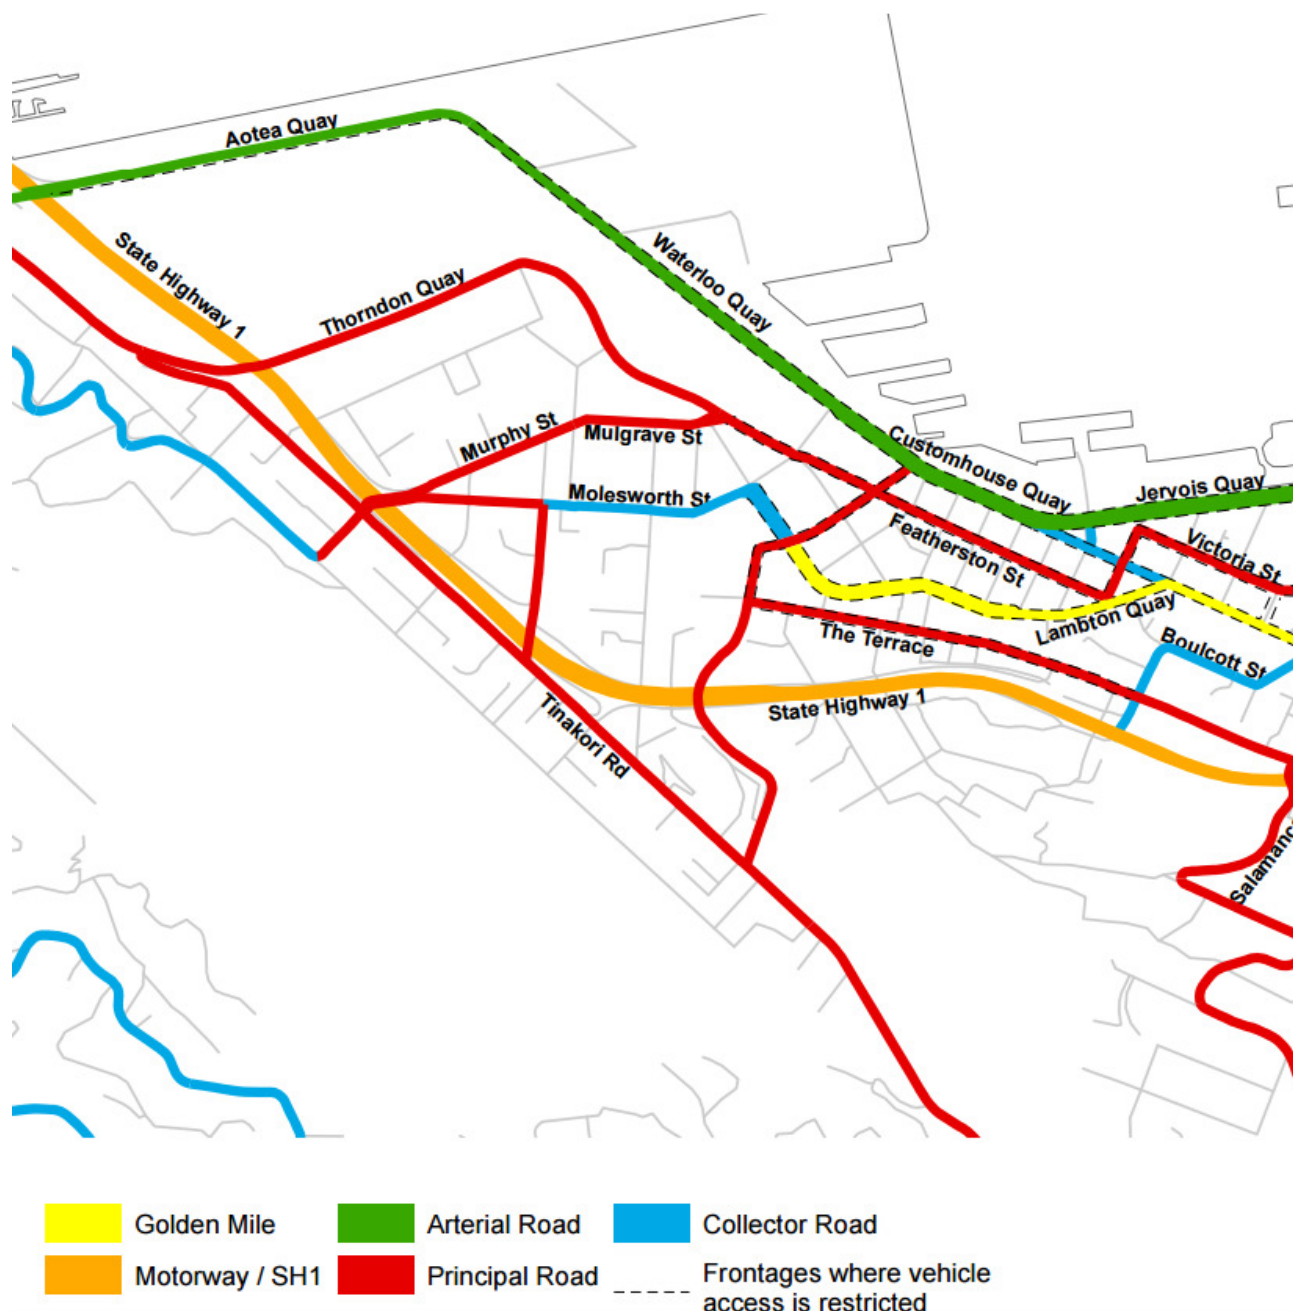 Aotea Quay
State Highway 1
Waterloo Quay
Thorndon Quay
Murphy St
Mulgrave St
Molesworth St
Customhouse Quay
Jervois Quay
Featherston St
Victoria St
Lambton Quay
The Terrace
Boulcott St
State Highway 1
Tinakori Rd
Salamanc
Golden Mile
Arterial Road
Collector Road
Motorway / SH1
Principal Road
Frontages where vehicle
access is restricted